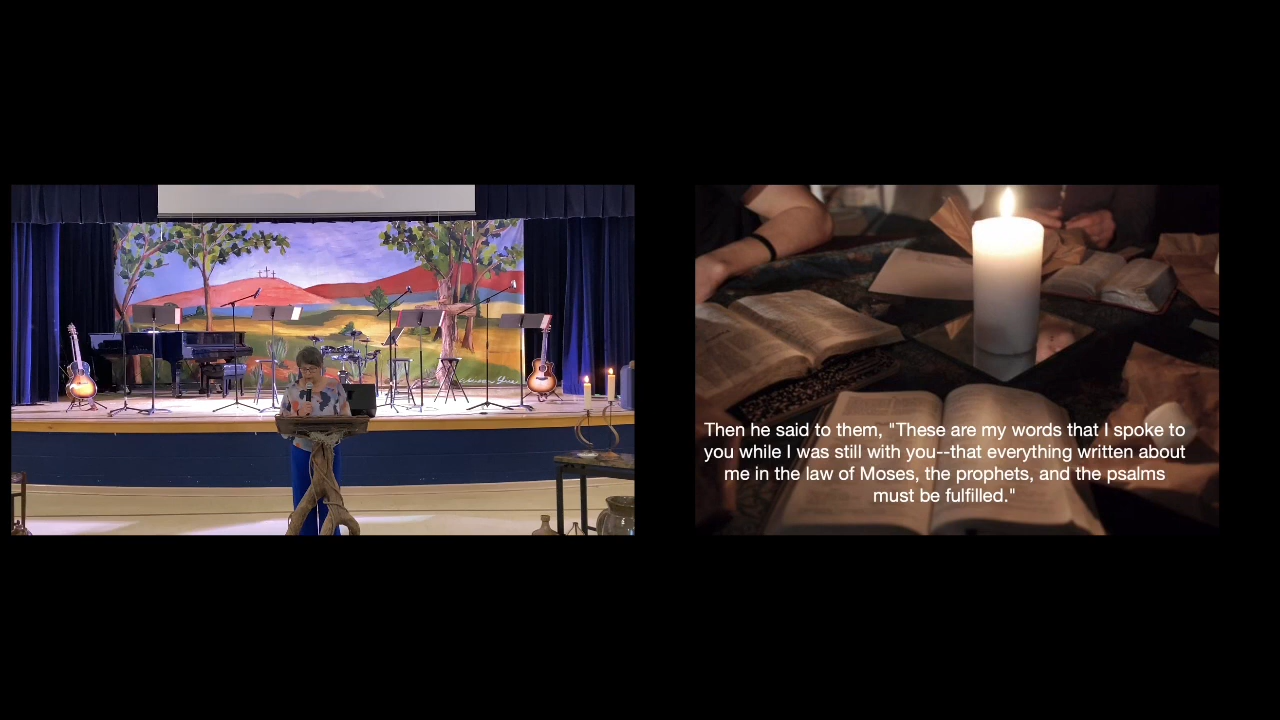 Then he said to them, "These are my words that I spoke to
you while I was still with you--that everything written about
me in the law of Moses, the prophets, and the psalms
must be fulfilled."